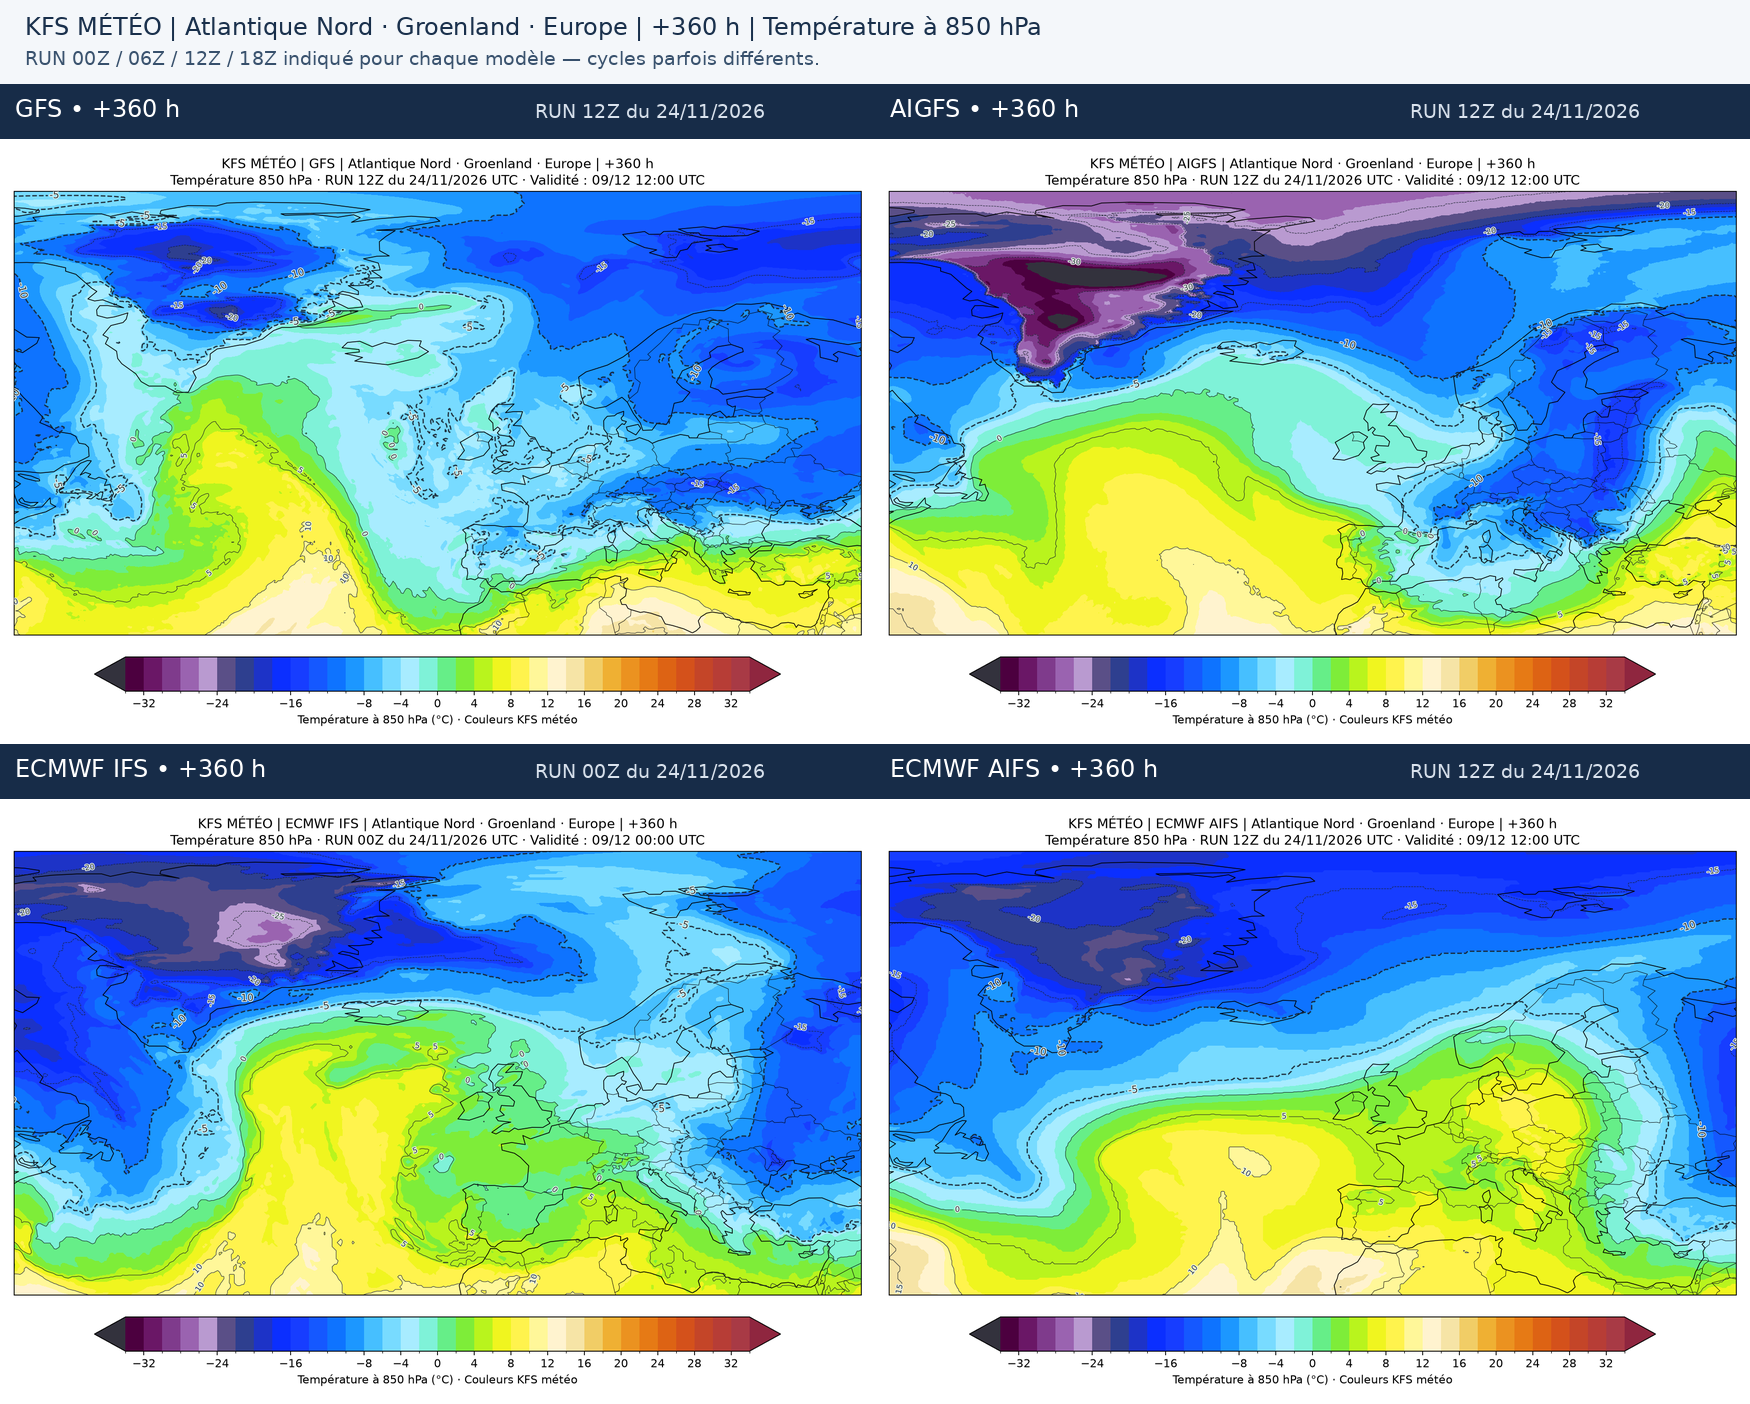 KFS MÉTÉO | Atlantique Nord · Groenland · Europe | +360 h | Température à 850 hPa
RUN 00Z / 06Z / 12Z / 18Z indiqué pour chaque modèle — cycles parfois différents.
GFS • +360 h
RUN 12Z du 24/11/2026
AIGFS • +360 h
RUN 12Z du 24/11/2026
KFS MÉTÉO | GFS | Atlantique Nord · Groenland · Europe | +360 h
Température 850 hPa · RUN 12Z du 24/11/2026 UTC · Validité : 09/12 12:00 UTC
KFS MÉTÉO | AIGFS | Atlantique Nord · Groenland · Europe | +360 h
Température 850 hPa · RUN 12Z du 24/11/2026 UTC · Validité : 09/12 12:00 UTC
−32 −24 −16 −8 −4 0 4 8 12 16 20 24 28 32
Température à 850 hPa (°C) · Couleurs KFS météo
−32 −24 −16 −8 −4 0 4 8 12 16 20 24 28 32
Température à 850 hPa (°C) · Couleurs KFS météo
ECMWF IFS • +360 h
RUN 00Z du 24/11/2026
ECMWF AIFS • +360 h
RUN 12Z du 24/11/2026
KFS MÉTÉO | ECMWF IFS | Atlantique Nord · Groenland · Europe | +360 h
Température 850 hPa · RUN 00Z du 24/11/2026 UTC · Validité : 09/12 00:00 UTC
KFS MÉTÉO | ECMWF AIFS | Atlantique Nord · Groenland · Europe | +360 h
Température 850 hPa · RUN 12Z du 24/11/2026 UTC · Validité : 09/12 12:00 UTC
−32 −24 −16 −8 −4 0 4 8 12 16 20 24 28 32
Température à 850 hPa (°C) · Couleurs KFS météo
−32 −24 −16 −8 −4 0 4 8 12 16 20 24 28 32
Température à 850 hPa (°C) · Couleurs KFS météo